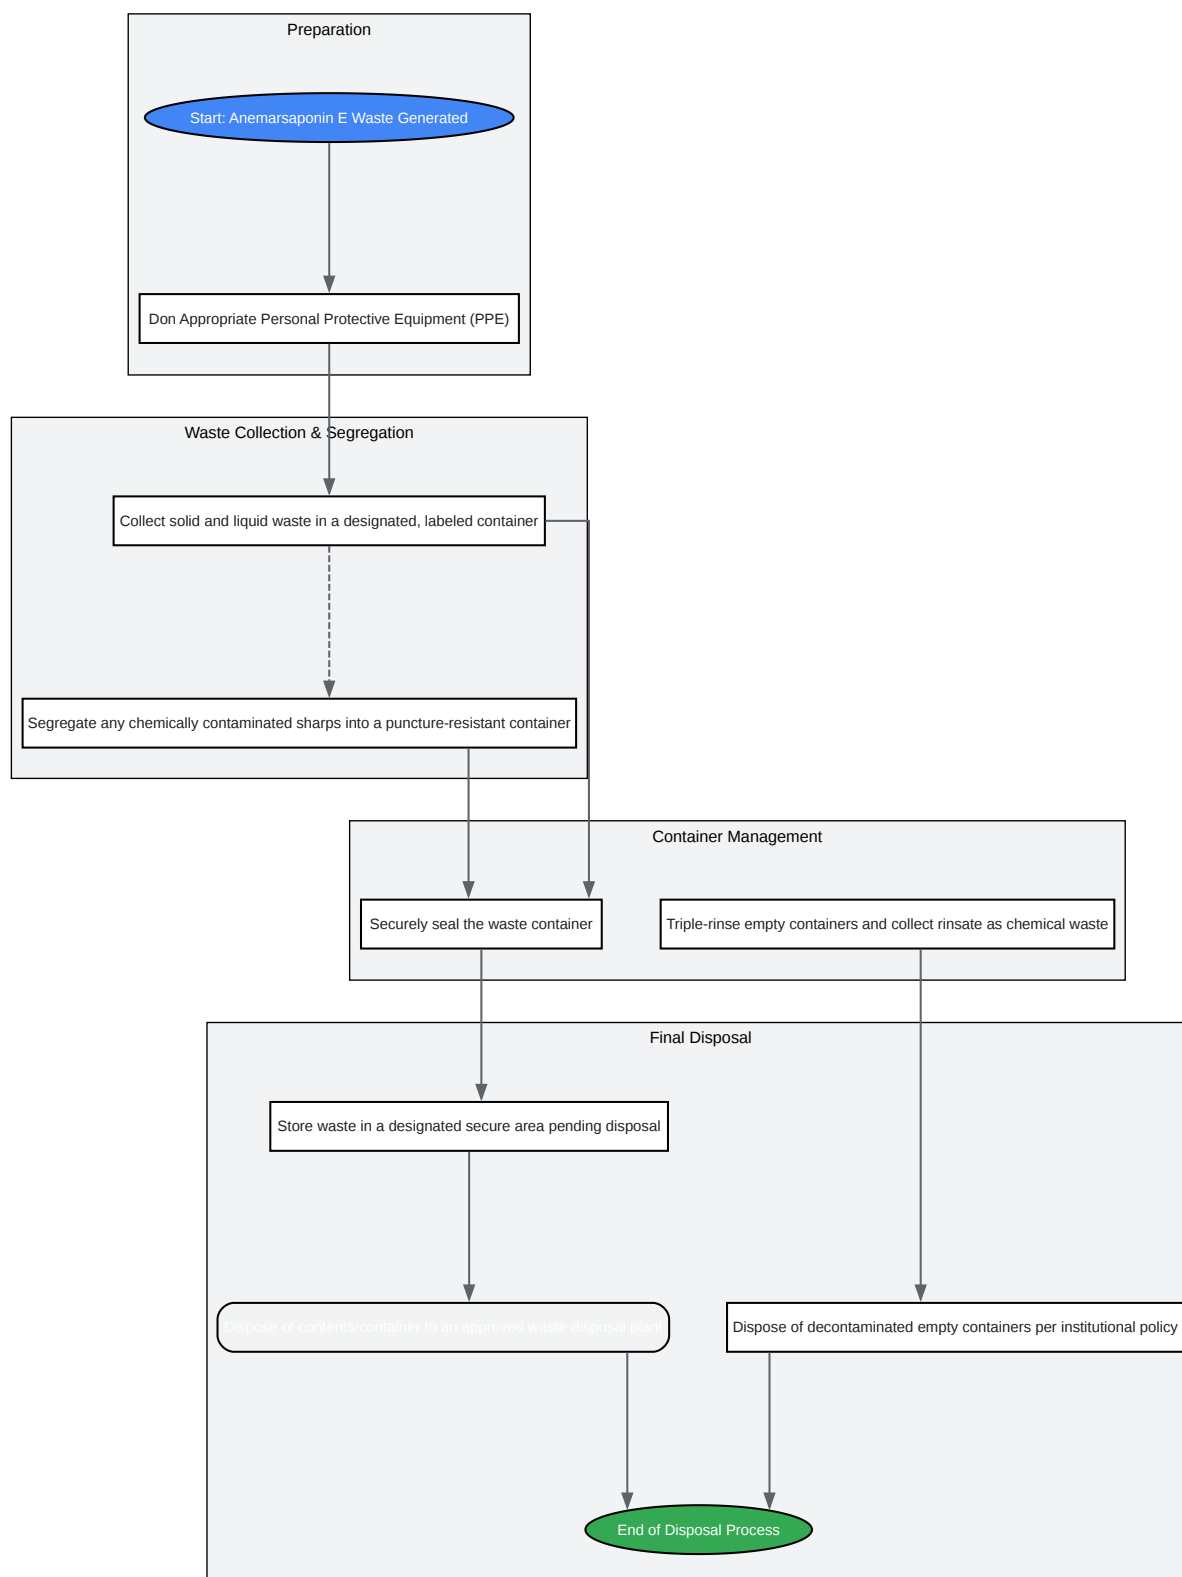 Preparation
Start: Anemarsaponin E Waste Generated
Don Appropriate Personal Protective Equipment (PPE)
Waste Collection & Segregation
Collect solid and liquid waste in a designated, labeled container
Segregate any chemically contaminated sharps into a puncture-resistant container
Container Management
Securely seal the waste container
Triple-rinse empty containers and collect rinsate as chemical waste
Final Disposal
Store waste in a designated secure area pending disposal
Dispose of contents/container to an approved waste disposal plant
Dispose of decontaminated empty containers per institutional policy
End of Disposal Process